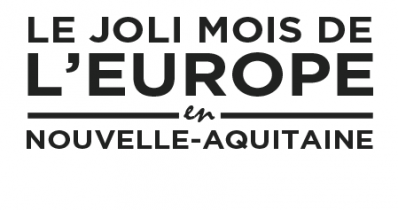 LE JOLI MOIS DE
L'EUROPE
en
NOUVELLE-AQUITAINE